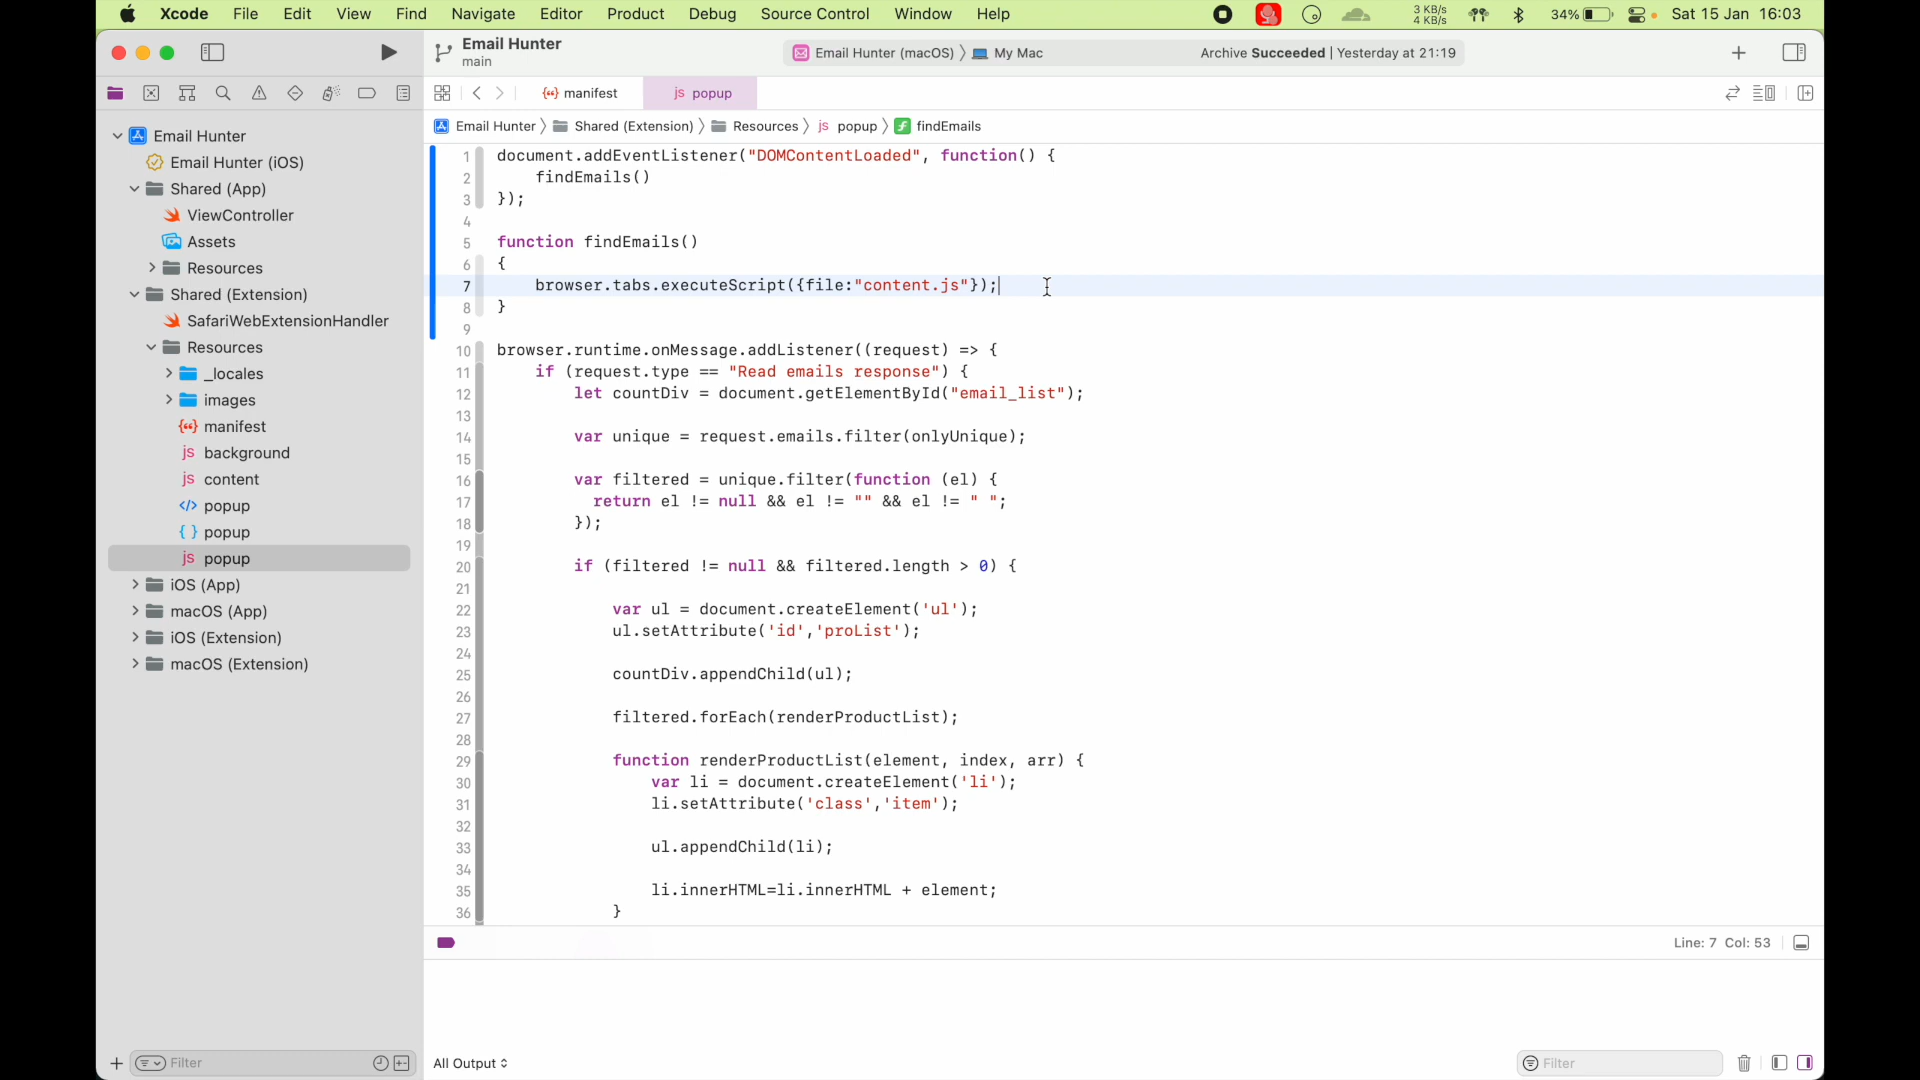 Xcode File Edit View Find Navigate Editor Product Debug Source Control Window Help 3 KB/s 4 KB/s 34% Sat 15 Jan 16:03
Email Hunter
main
Email Hunter (macOS) 〉 My Mac
Archive Succeeded | Yesterday at 21:19
manifest
js popup
Email Hunter 〉 Shared (Extension) 〉 Resources 〉 js popup 〉 f findEmails
Email Hunter
Email Hunter (iOS)
Shared (App)
ViewController
Assets
Resources
Shared (Extension)
SafariWebExtensionHandler
Resources
_locales
images
manifest
js background
js content
</> popup
{ } popup
js popup
iOS (App)
macOS (App)
iOS (Extension)
macOS (Extension)
Filter
1 document.addEventListener("DOMContentLoaded", function() {
2 findEmails()
3 });
4
5 function findEmails()
6 {
7 browser.tabs.executeScript({file:"content.js"});
8 }
9
10 browser.runtime.onMessage.addListener((request) => {
11 if (request.type == "Read emails response") {
12 let countDiv = document.getElementById("email_list");
13
14 var unique = request.emails.filter(onlyUnique);
15
16 var filtered = unique.filter(function (el) {
17 return el != null && el != "" && el != " ";
18 });
19
20 if (filtered != null && filtered.length > 0) {
21
22 var ul = document.createElement('ul');
23 ul.setAttribute('id','proList');
24
25 countDiv.appendChild(ul);
26
27 filtered.forEach(renderProductList);
28
29 function renderProductList(element, index, arr) {
30 var li = document.createElement('li');
31 li.setAttribute('class','item');
32
33 ul.appendChild(li);
34
35 li.innerHTML=li.innerHTML + element;
36 }
Line: 7 Col: 53
All Output
Filter